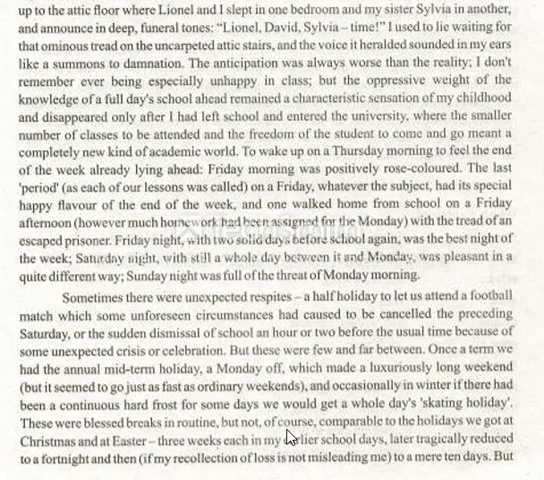 up to the attic floor where Lionel and I slept in one bedroom and my sister Sylvia in another,
and announce in deep, funeral tones: “Lionel, David, Sylvia – time!” I used to lie waiting for
that ominous tread on the uncarpeted attic stairs, and the voice it heralded sounded in my ears
like a summons to damnation. The anticipation was always worse than the reality; I don't
remember ever being especially unhappy in class; but the oppressive weight of the
knowledge of a full day's school ahead remained a characteristic sensation of my childhood
and disappeared only after I had left school and entered the university, where the smaller
number of classes to be attended and the freedom of the student to come and go meant a
completely new kind of academic world. To wake up on a Thursday morning to feel the end
of the week already lying ahead: Friday morning was positively rose-coloured. The last
'period' (as each of our lessons was called) on a Friday, whatever the subject, had its special
happy flavour of the end of the week, and one walked home from school on a Friday
afternoon (however much homework had been assigned for the Monday) with the tread of an
escaped prisoner. Friday night, with two solid days before school again, was the best night of
the week; Saturday night, with still a whole day between it and Monday, was pleasant in a
quite different way; Sunday night was full of the threat of Monday morning.
Sometimes there were unexpected respites – a half holiday to let us attend a football
match which some unforeseen circumstances had caused to be cancelled the preceding
Saturday, or the sudden dismissal of school an hour or two before the usual time because of
some unexpected crisis or celebration. But these were few and far between. Once a term we
had the annual mid-term holiday, a Monday off, which made a luxuriously long weekend
(but it seemed to go just as fast as ordinary weekends), and occasionally in winter if there had
been a continuous hard frost for some days we would get a whole day's 'skating holiday'.
These were blessed breaks in routine, but not, of course, comparable to the holidays we got at
Christmas and at Easter – three weeks each in my earlier school days, later tragically reduced
to a fortnight and then (if my recollection of loss is not misleading me) to a mere ten days. But